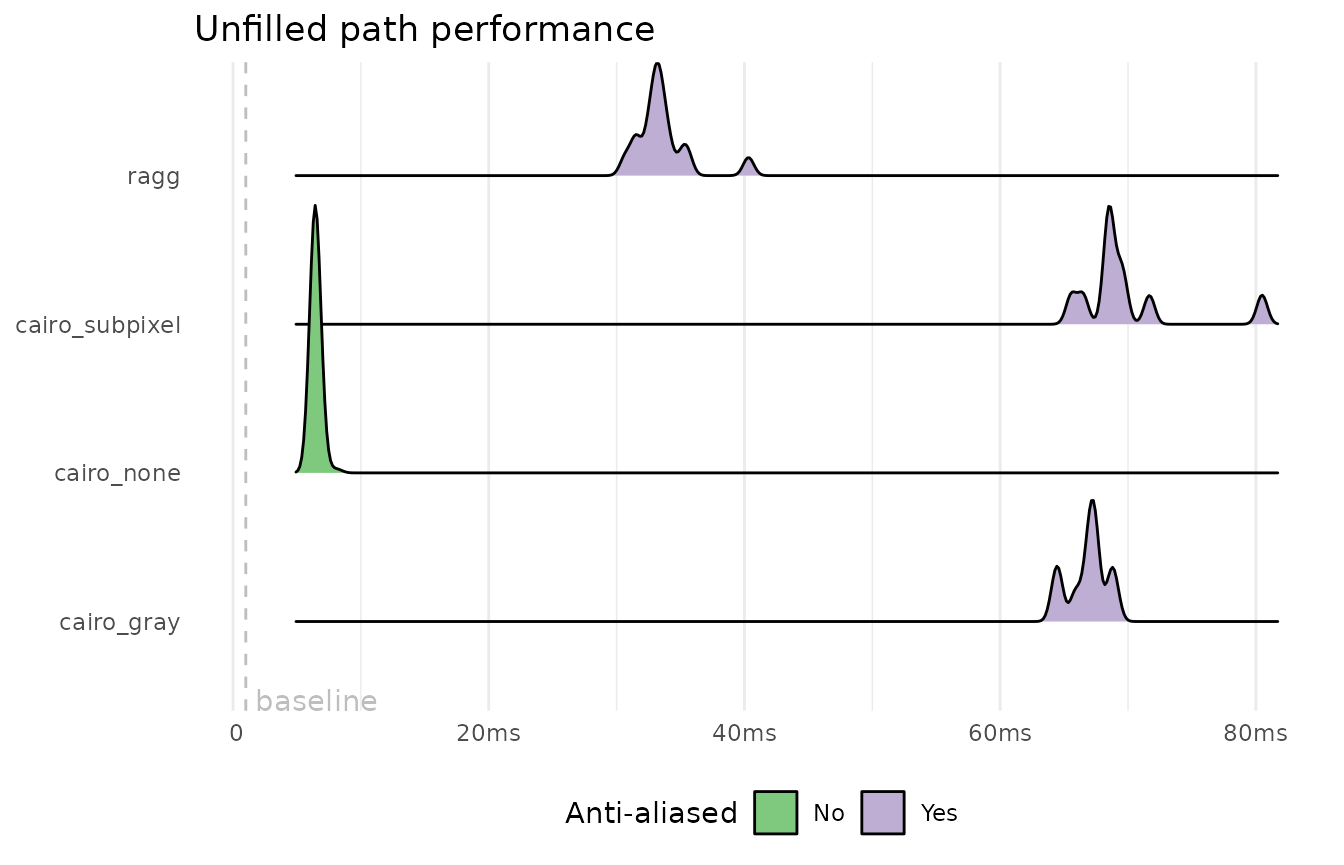 Unfilled path performance
ragg
cairo_subpixel
cairo_none
cairo_gray
baseline
0 20ms 40ms 60ms 80ms
Anti-aliased No Yes